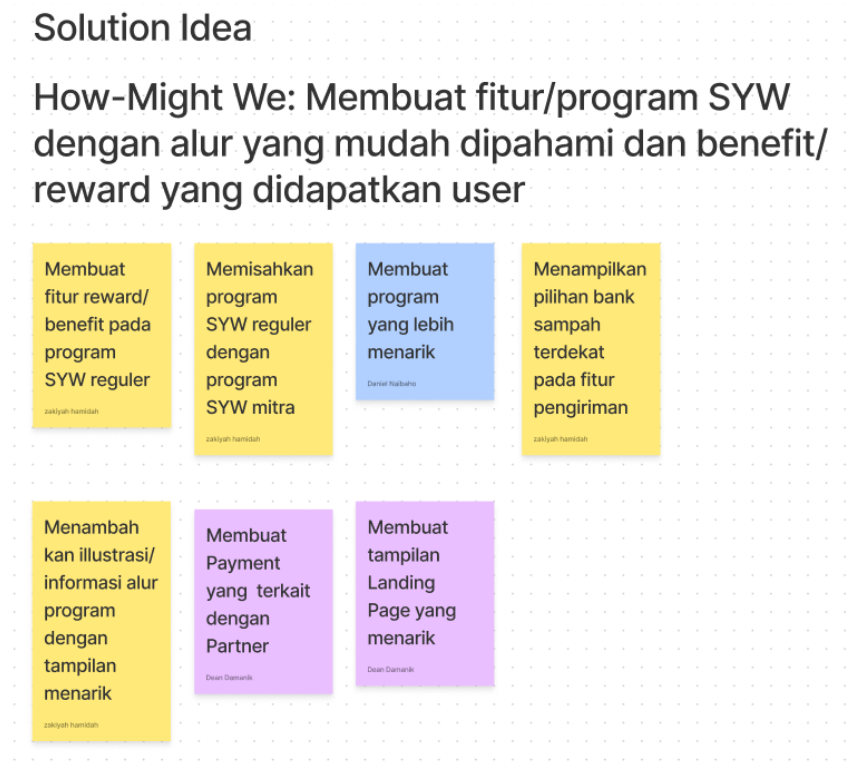 Solution Idea
How-Might We: Membuat fitur/program SYW
dengan alur yang mudah dipahami dan benefit/
reward yang didapatkan user
Membuat
fitur reward/
benefit pada
program
SYW reguler
zakiyah hamidah
Memisahkan
program
SYW reguler
dengan
program
SYW mitra
zakiyah hamidah
Membuat
program
yang lebih
menarik
Daniel Naibaho
Menampilkan
pilihan bank
sampah
terdekat
pada fitur
pengiriman
zakiyah hamidah
Menambah
kan illustrasi/
informasi alur
program
dengan
tampilan
menarik
zakiyah hamidah
Membuat
Payment
yang terkait
dengan
Partner
Dean Damanik
Membuat
tampilan
Landing
Page yang
menarik
Dean Damanik